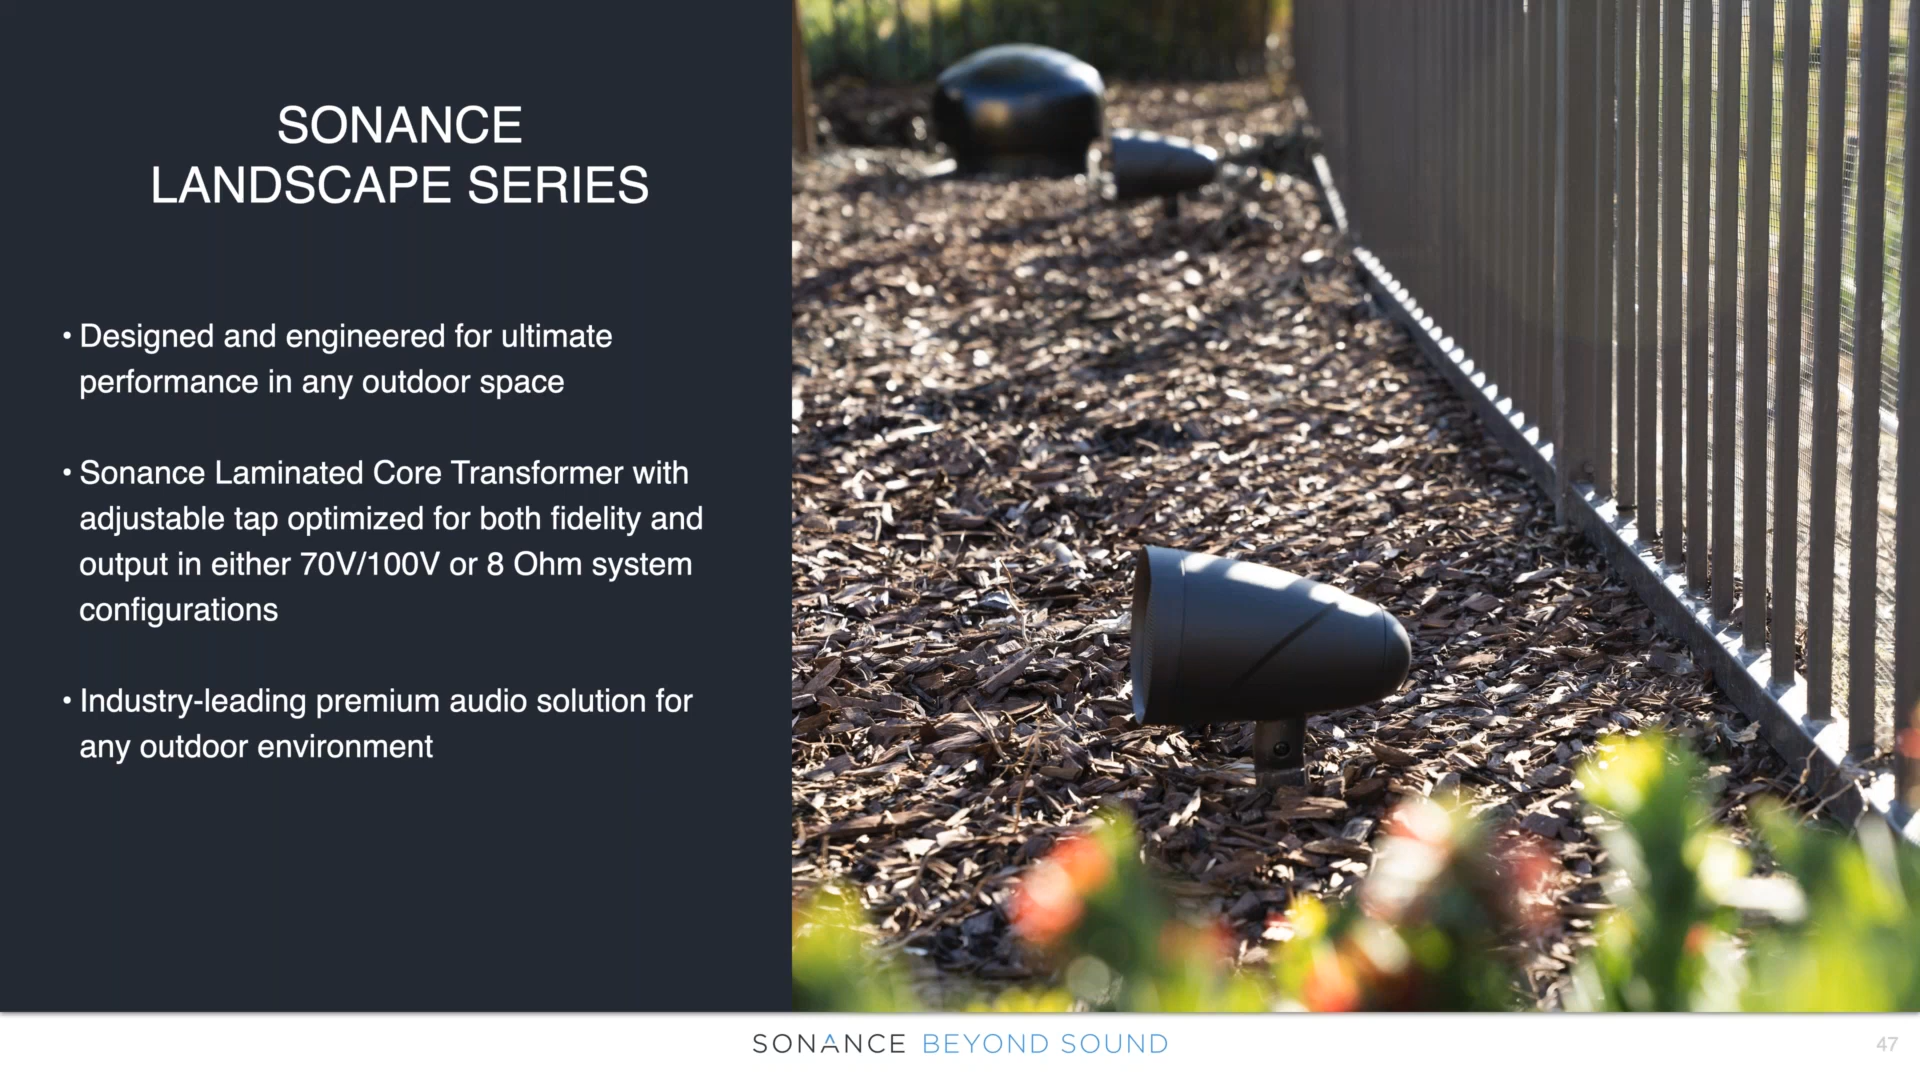 SONANCE
LANDSCAPE SERIES
• Designed and engineered for ultimate
performance in any outdoor space
• Sonance Laminated Core Transformer with
adjustable tap optimized for both fidelity and
output in either 70V/100V or 8 Ohm system
configurations
• Industry-leading premium audio solution for
any outdoor environment
SONANCE BEYOND SOUND
47